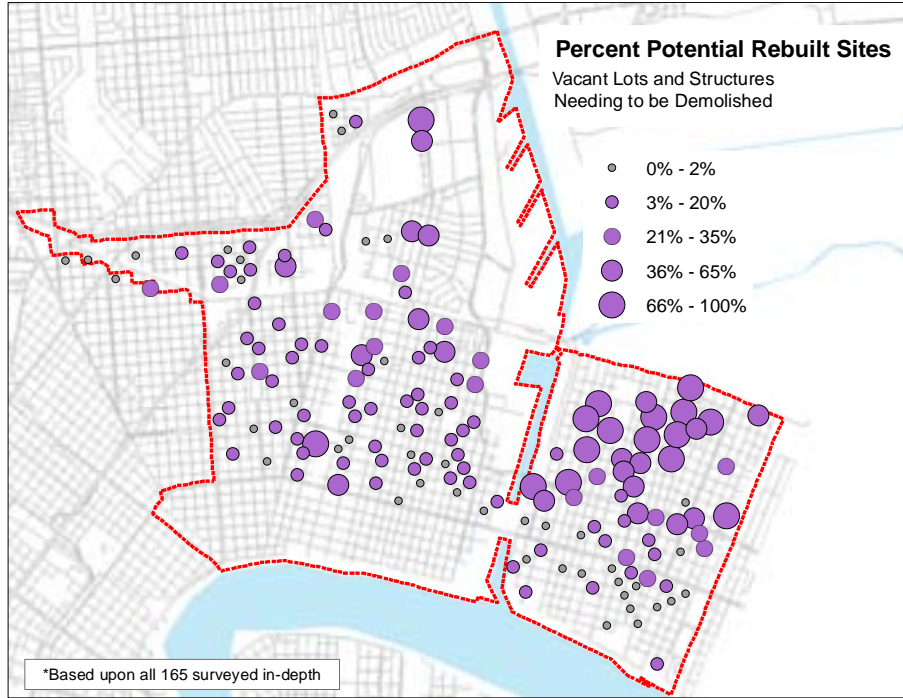 Percent Potential Rebuilt Sites
Vacant Lots and Structures
Needing to be Demolished
0% - 2%
3% - 20%
21% - 35%
36% - 65%
66% - 100%
*Based upon all 165 surveyed in-depth